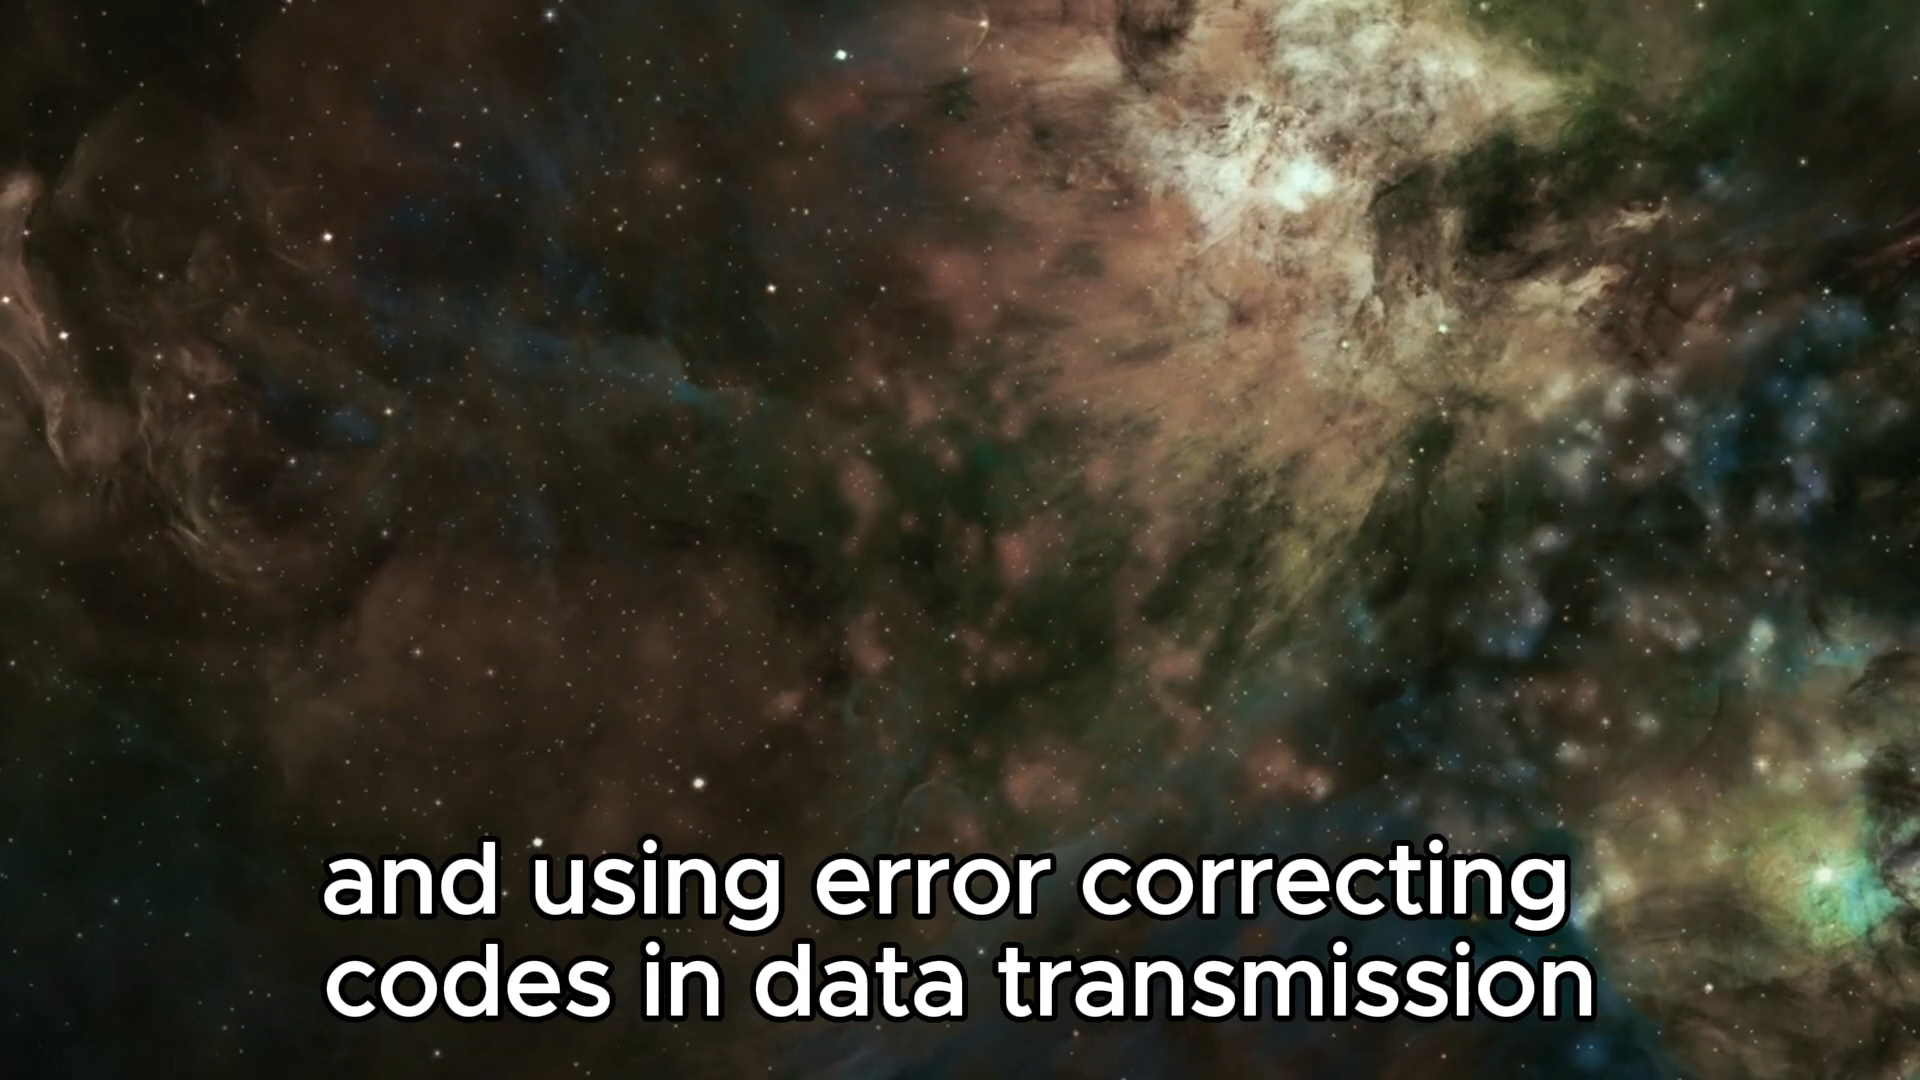 and using error correcting
codes in data transmission